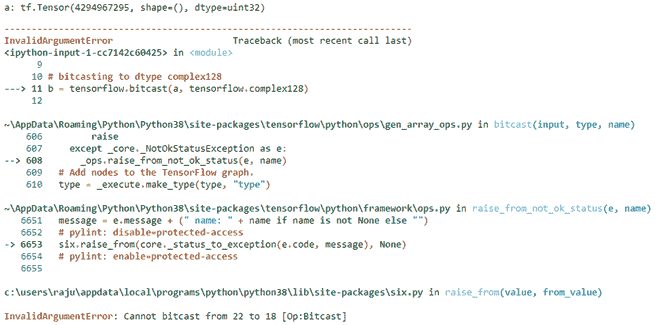 a: tf.Tensor(4294967295, shape=(), dtype=uint32)
---------------------------------------------------------------------------
InvalidArgumentError                      Traceback (most recent call last)
<ipython-input-1-cc7142c60425> in <module>
      9
     10 # bitcasting to dtype complex128
---> 11 b = tensorflow.bitcast(a, tensorflow.complex128)
     12
~\AppData\Roaming\Python\Python38\site-packages\tensorflow\python\ops\gen_array_ops.py in bitcast(input, type, name)
    606         raise
    607     except _core._NotOkStatusException as e:
--> 608       _ops.raise_from_not_ok_status(e, name)
    609   # Add nodes to the TensorFlow graph.
    610   type = _execute.make_type(type, "type")
~\AppData\Roaming\Python\Python38\site-packages\tensorflow\python\framework\ops.py in raise_from_not_ok_status(e, name)
   6651   message = e.message + (" name: " + name if name is not None else "")
   6652   # pylint: disable=protected-access
-> 6653   six.raise_from(core._status_to_exception(e.code, message), None)
   6654   # pylint: enable=protected-access
   6655
c:\users\raju\appdata\local\programs\python\python38\lib\site-packages\six.py in raise_from(value, from_value)
InvalidArgumentError: Cannot bitcast from 22 to 18 [Op:Bitcast]